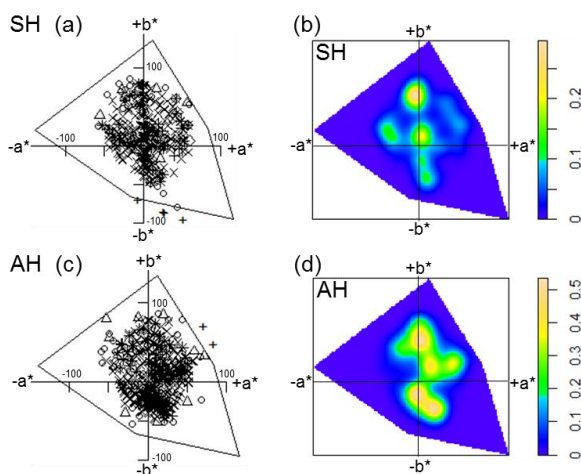 SH (a)
+b*
100
-a*
-100
100
+a*
-100
-b*
(b)
+b*
SH
-a*
+a*
-b*
0
0.1
0.2
AH (c)
+b*
100
-a*
-100
100
+a*
-100
-b*
(d)
+b*
AH
-a*
+a*
-b*
0
0.1
0.2
0.3
0.4
0.5